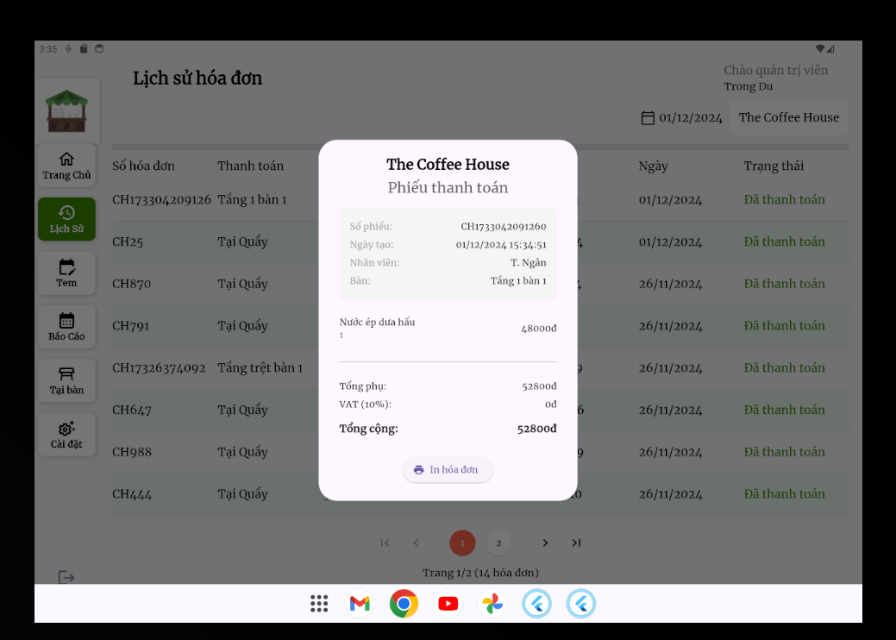 3:35
Lịch sử hóa đơn
Chào quản trị viên
Trong Du
01/12/2024 The Coffee House
Trang Chủ
Lịch Sử
Tem
Báo Cáo
Tại bàn
Cài đặt
Số hóa đơn Thanh toán Ngày Trạng thái
CH173304209126 Tầng 1 bàn 1 01/12/2024 Đã thanh toán
CH25 Tại Quầy 01/12/2024 Đã thanh toán
CH870 Tại Quầy 26/11/2024 Đã thanh toán
CH791 Tại Quầy 26/11/2024 Đã thanh toán
CH17326374092 Tầng trệt bàn 1 26/11/2024 Đã thanh toán
CH647 Tại Quầy 6 26/11/2024 Đã thanh toán
CH988 Tại Quầy 9 26/11/2024 Đã thanh toán
CH444 Tại Quầy 0 26/11/2024 Đã thanh toán
The Coffee House
Phiếu thanh toán
Số phiếu: CH1733042091260
Ngày tạo: 01/12/2024 15:34:51
Nhân viên: T. Ngân
Bàn: Tầng 1 bàn 1
Nước ép dưa hấu 48000đ
1
Tổng phụ: 52800đ
VAT (10%): 0đ
Tổng cộng: 52800đ
In hóa đơn
1 2
Trang 1/2 (14 hóa đơn)